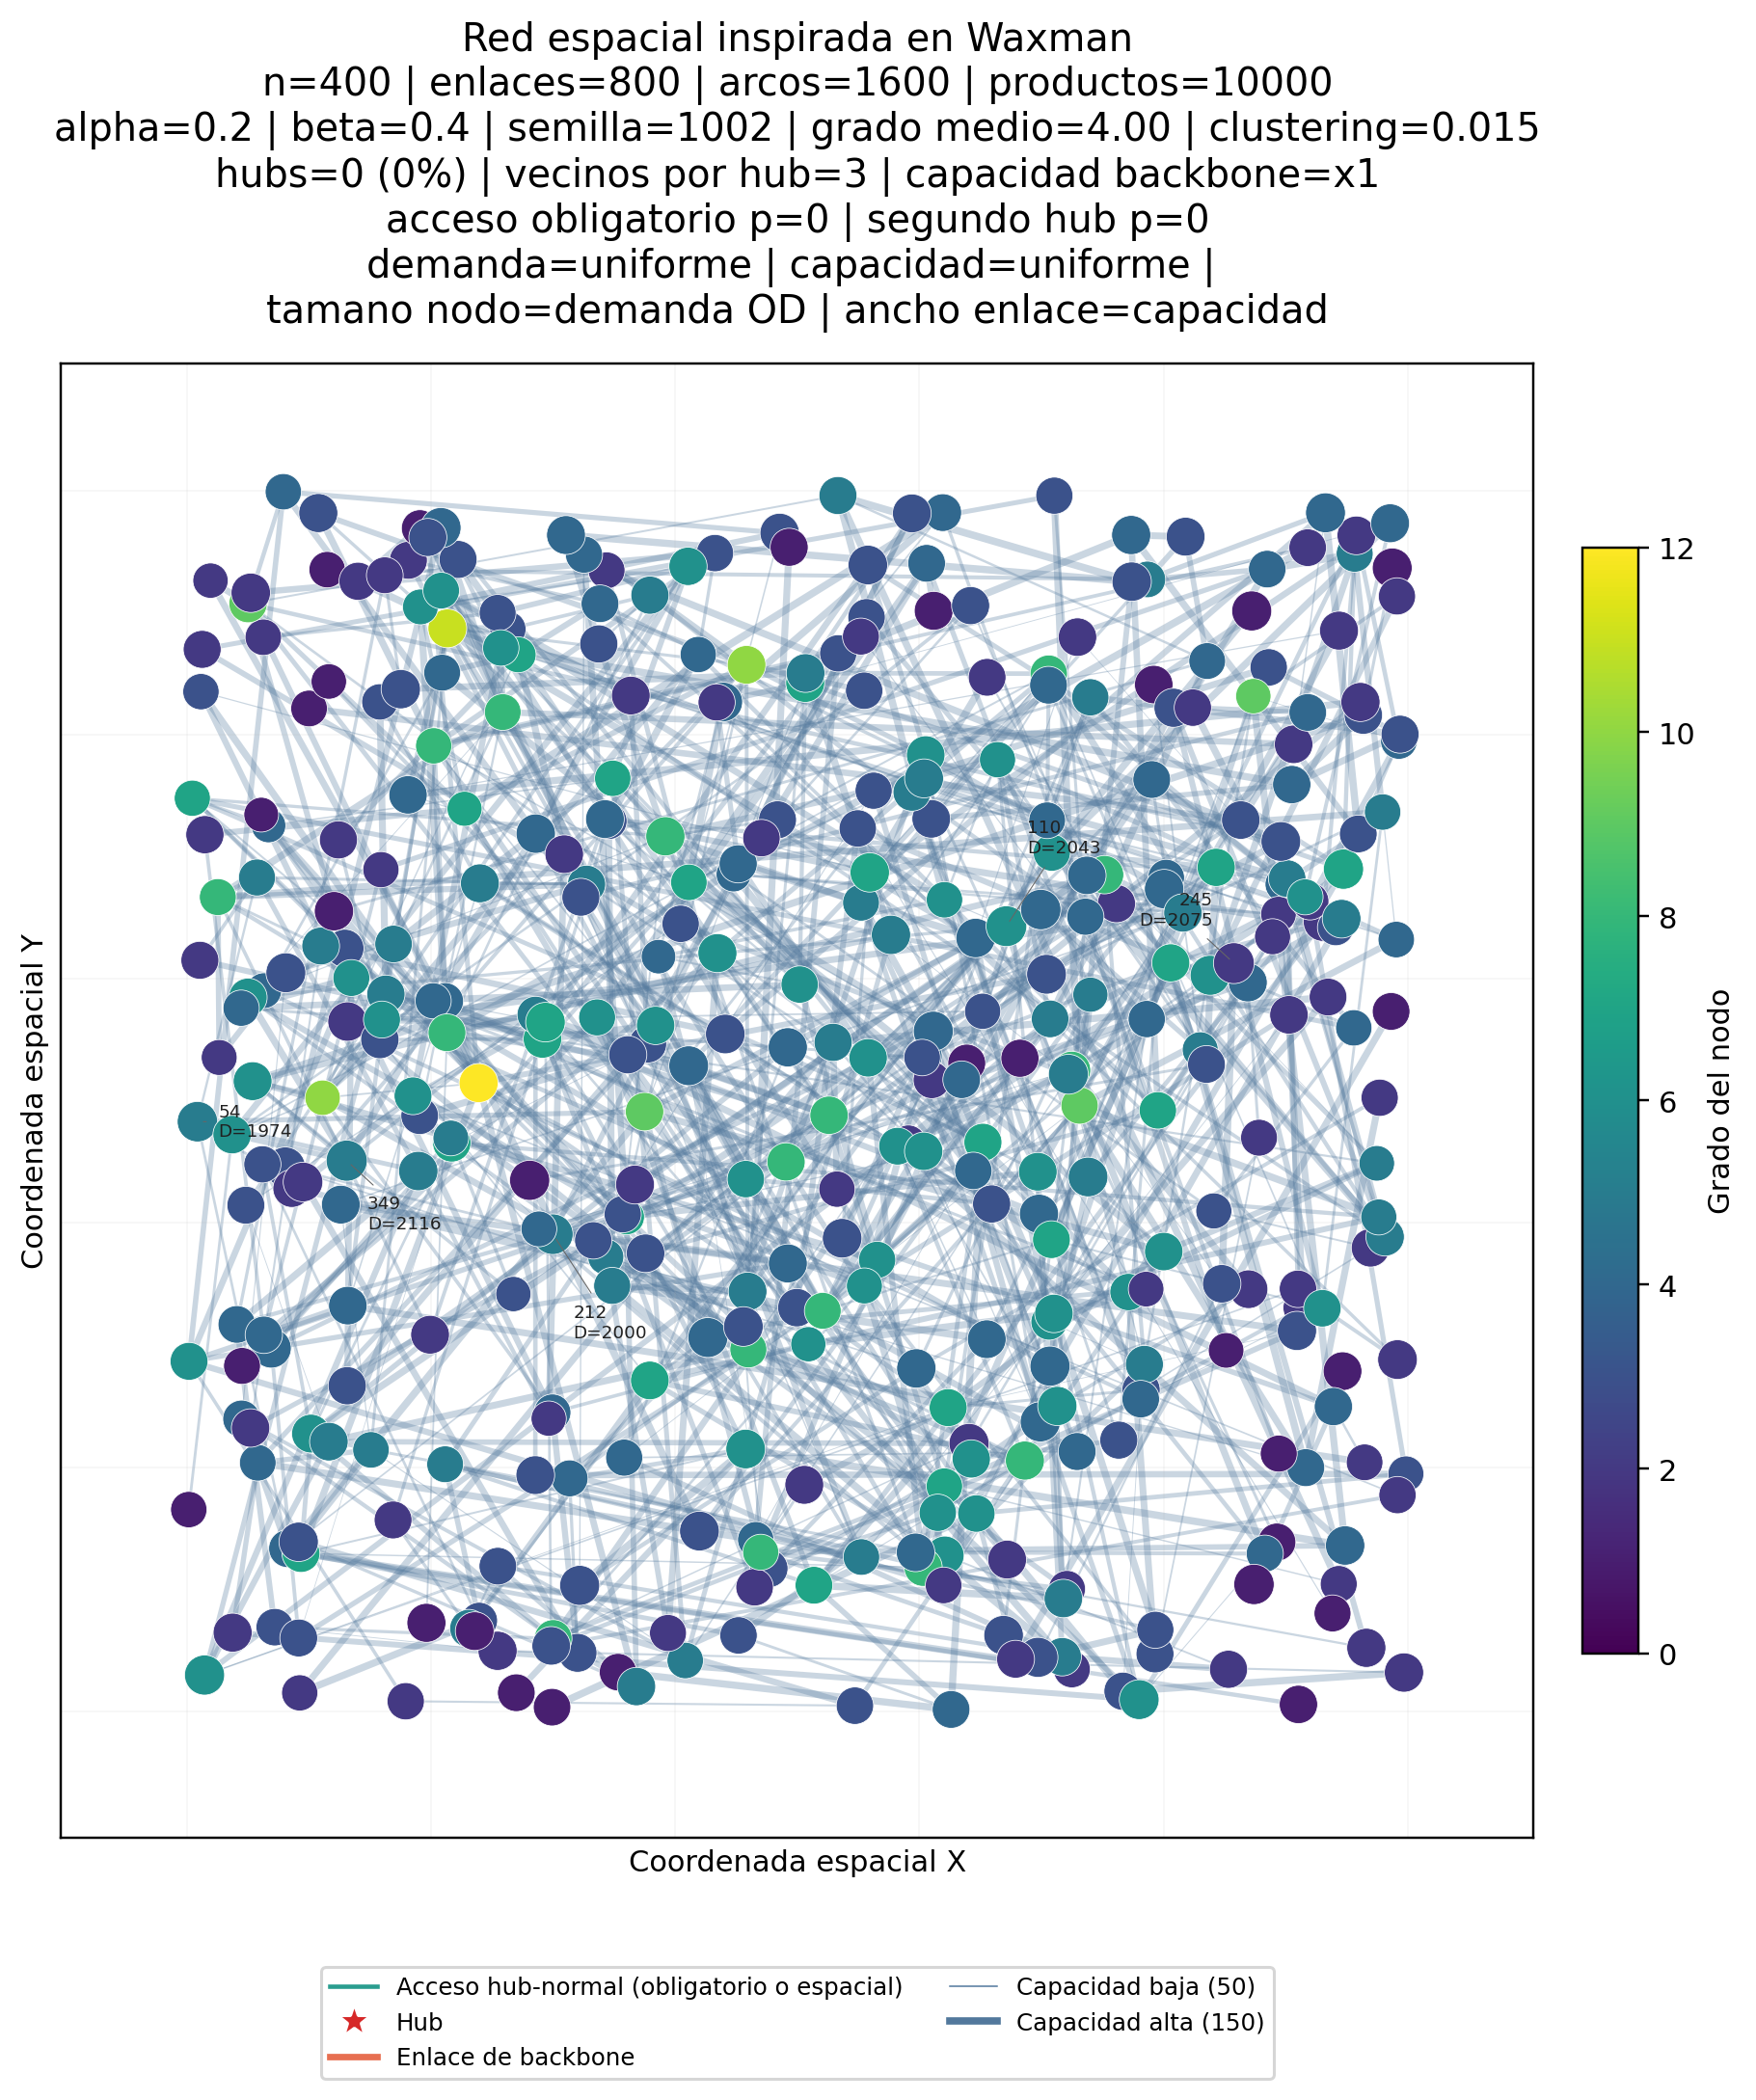 Red espacial inspirada en Waxman
n=400 | enlaces=800 | arcos=1600 | productos=10000
alpha=0.2 | beta=0.4 | semilla=1002 | grado medio=4.00 | clustering=0.015
hubs=0 (0%) | vecinos por hub=3 | capacidad backbone=x1
acceso obligatorio p=0 | segundo hub p=0
demanda=uniforme | capacidad=uniforme |
tamano nodo=demanda OD | ancho enlace=capacidad
110
D=2043
245
D=2075
54
D=1974
349
D=2116
212
D=2000
Coordenada espacial Y
Coordenada espacial X
12
10
8
6
4
2
0
Grado del nodo
Acceso hub-normal (obligatorio o espacial)
Hub
Enlace de backbone
Capacidad baja (50)
Capacidad alta (150)